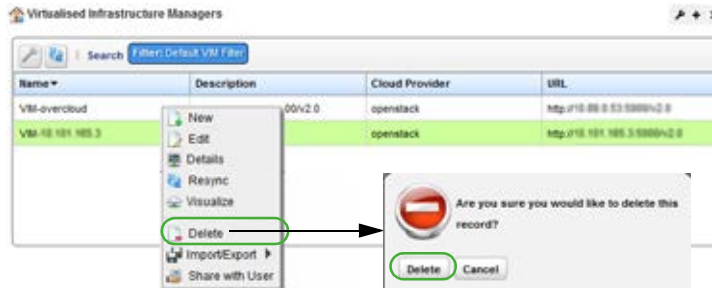 Virtualised Infrastructure Managers
Search Filter: Default VIM Filter
Name Description Cloud Provider URL
VIM-overcloud 00/v2.0 openstack
VIM-10.101.105.3 openstack
New
Edit
Details
Resync
Visualize
Delete
Import/Export
Share with User
Are you sure you would like to delete this
record?
Delete Cancel